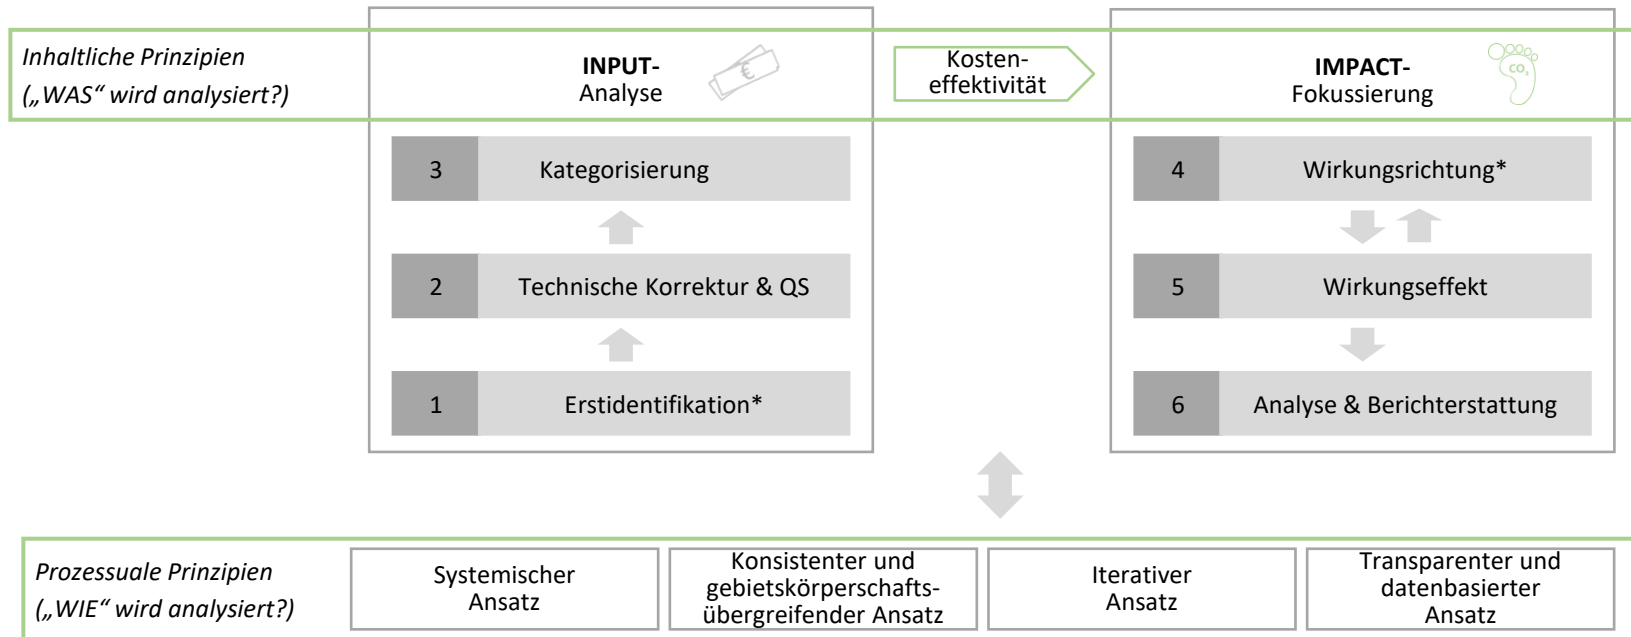 Inhaltliche Prinzipien
(„WAS“ wird analysiert?)
INPUT-
Analyse
€
Kosten-
effektivität
IMPACT-
Fokussierung
CO₂
3 Kategorisierung
2 Technische Korrektur & QS
1 Erstidentifikation*
4 Wirkungsrichtung*
5 Wirkungseffekt
6 Analyse & Berichterstattung
Prozessuale Prinzipien
(„WIE“ wird analysiert?)
Systemischer
Ansatz
Konsistenter und
gebietskörperschafts-
übergreifender Ansatz
Iterativer
Ansatz
Transparenter und
datenbasierter
Ansatz